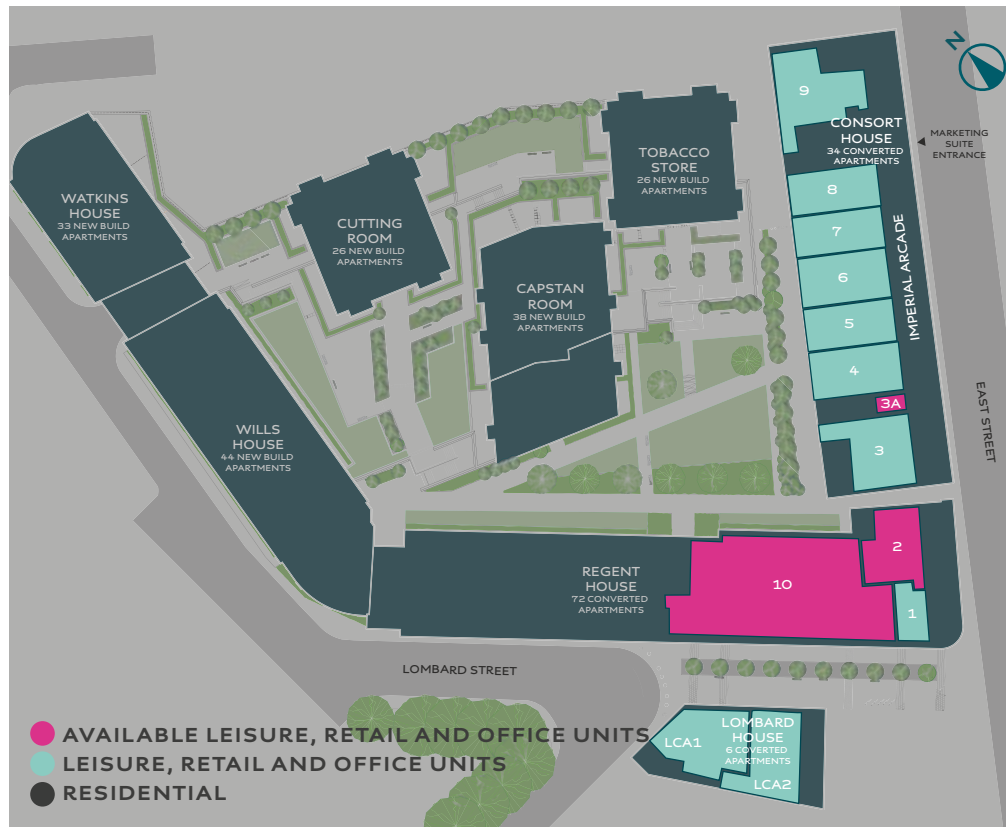 N
9
CONSORT
HOUSE
34 CONVERTED
APARTMENTS
MARKETING
SUITE
ENTRANCE
TOBACCO
STORE
26 NEW BUILD
APARTMENTS
WATKINS
HOUSE
33 NEW BUILD
APARTMENTS
CUTTING
ROOM
26 NEW BUILD
APARTMENTS
8
7
6
5
4
3A
3
IMPERIAL ARCADE
EAST STREET
CAPSTAN
ROOM
38 NEW BUILD
APARTMENTS
WILLS
HOUSE
44 NEW BUILD
APARTMENTS
REGENT
HOUSE
72 CONVERTED
APARTMENTS
10
2
1
LOMBARD STREET
LOMBARD
HOUSE
6 COVERTED
APARTMENTS
LCA1
LCA2
AVAILABLE LEISURE, RETAIL AND OFFICE UNITS
LEISURE, RETAIL AND OFFICE UNITS
RESIDENTIAL